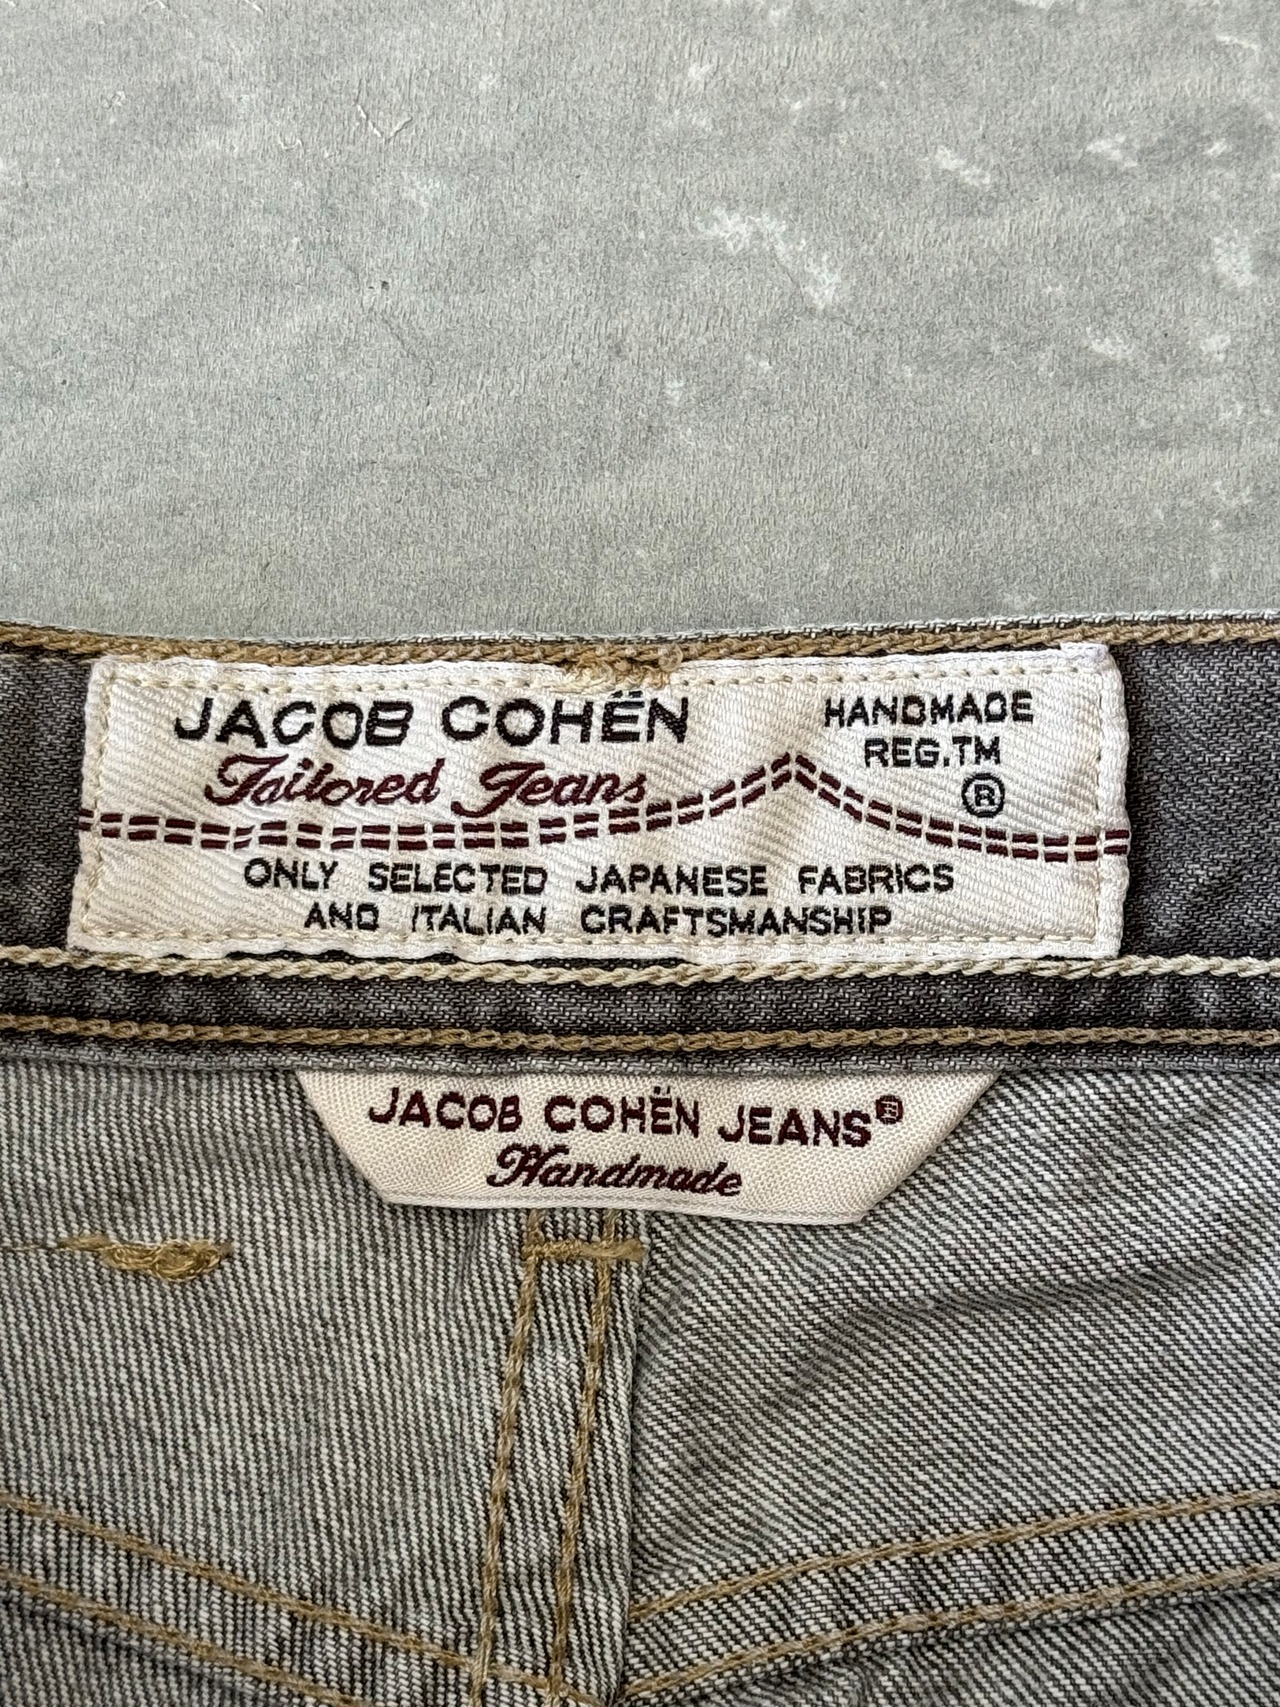 JACOB COHËN
Tailored Jeans
HANDMADE
REG.TM
®
ONLY SELECTED JAPANESE FABRICS
AND ITALIAN CRAFTSMANSHIP
JACOB COHËN JEANS®
Handmade